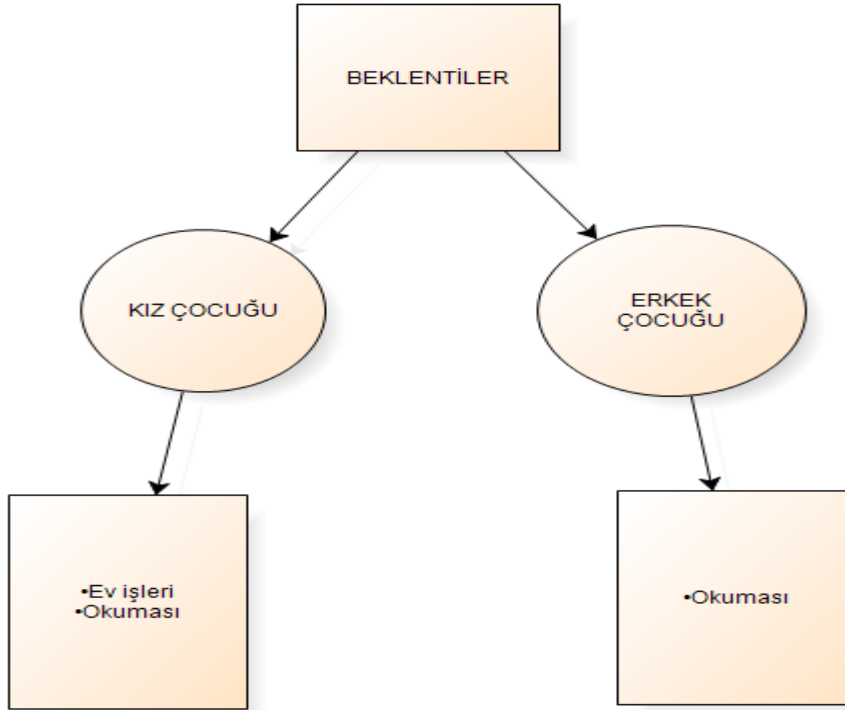 BEKLENTİLER
KIZ ÇOCUĞU
ERKEK
ÇOCUĞU
•Ev işleri
•Okuması
•Okuması